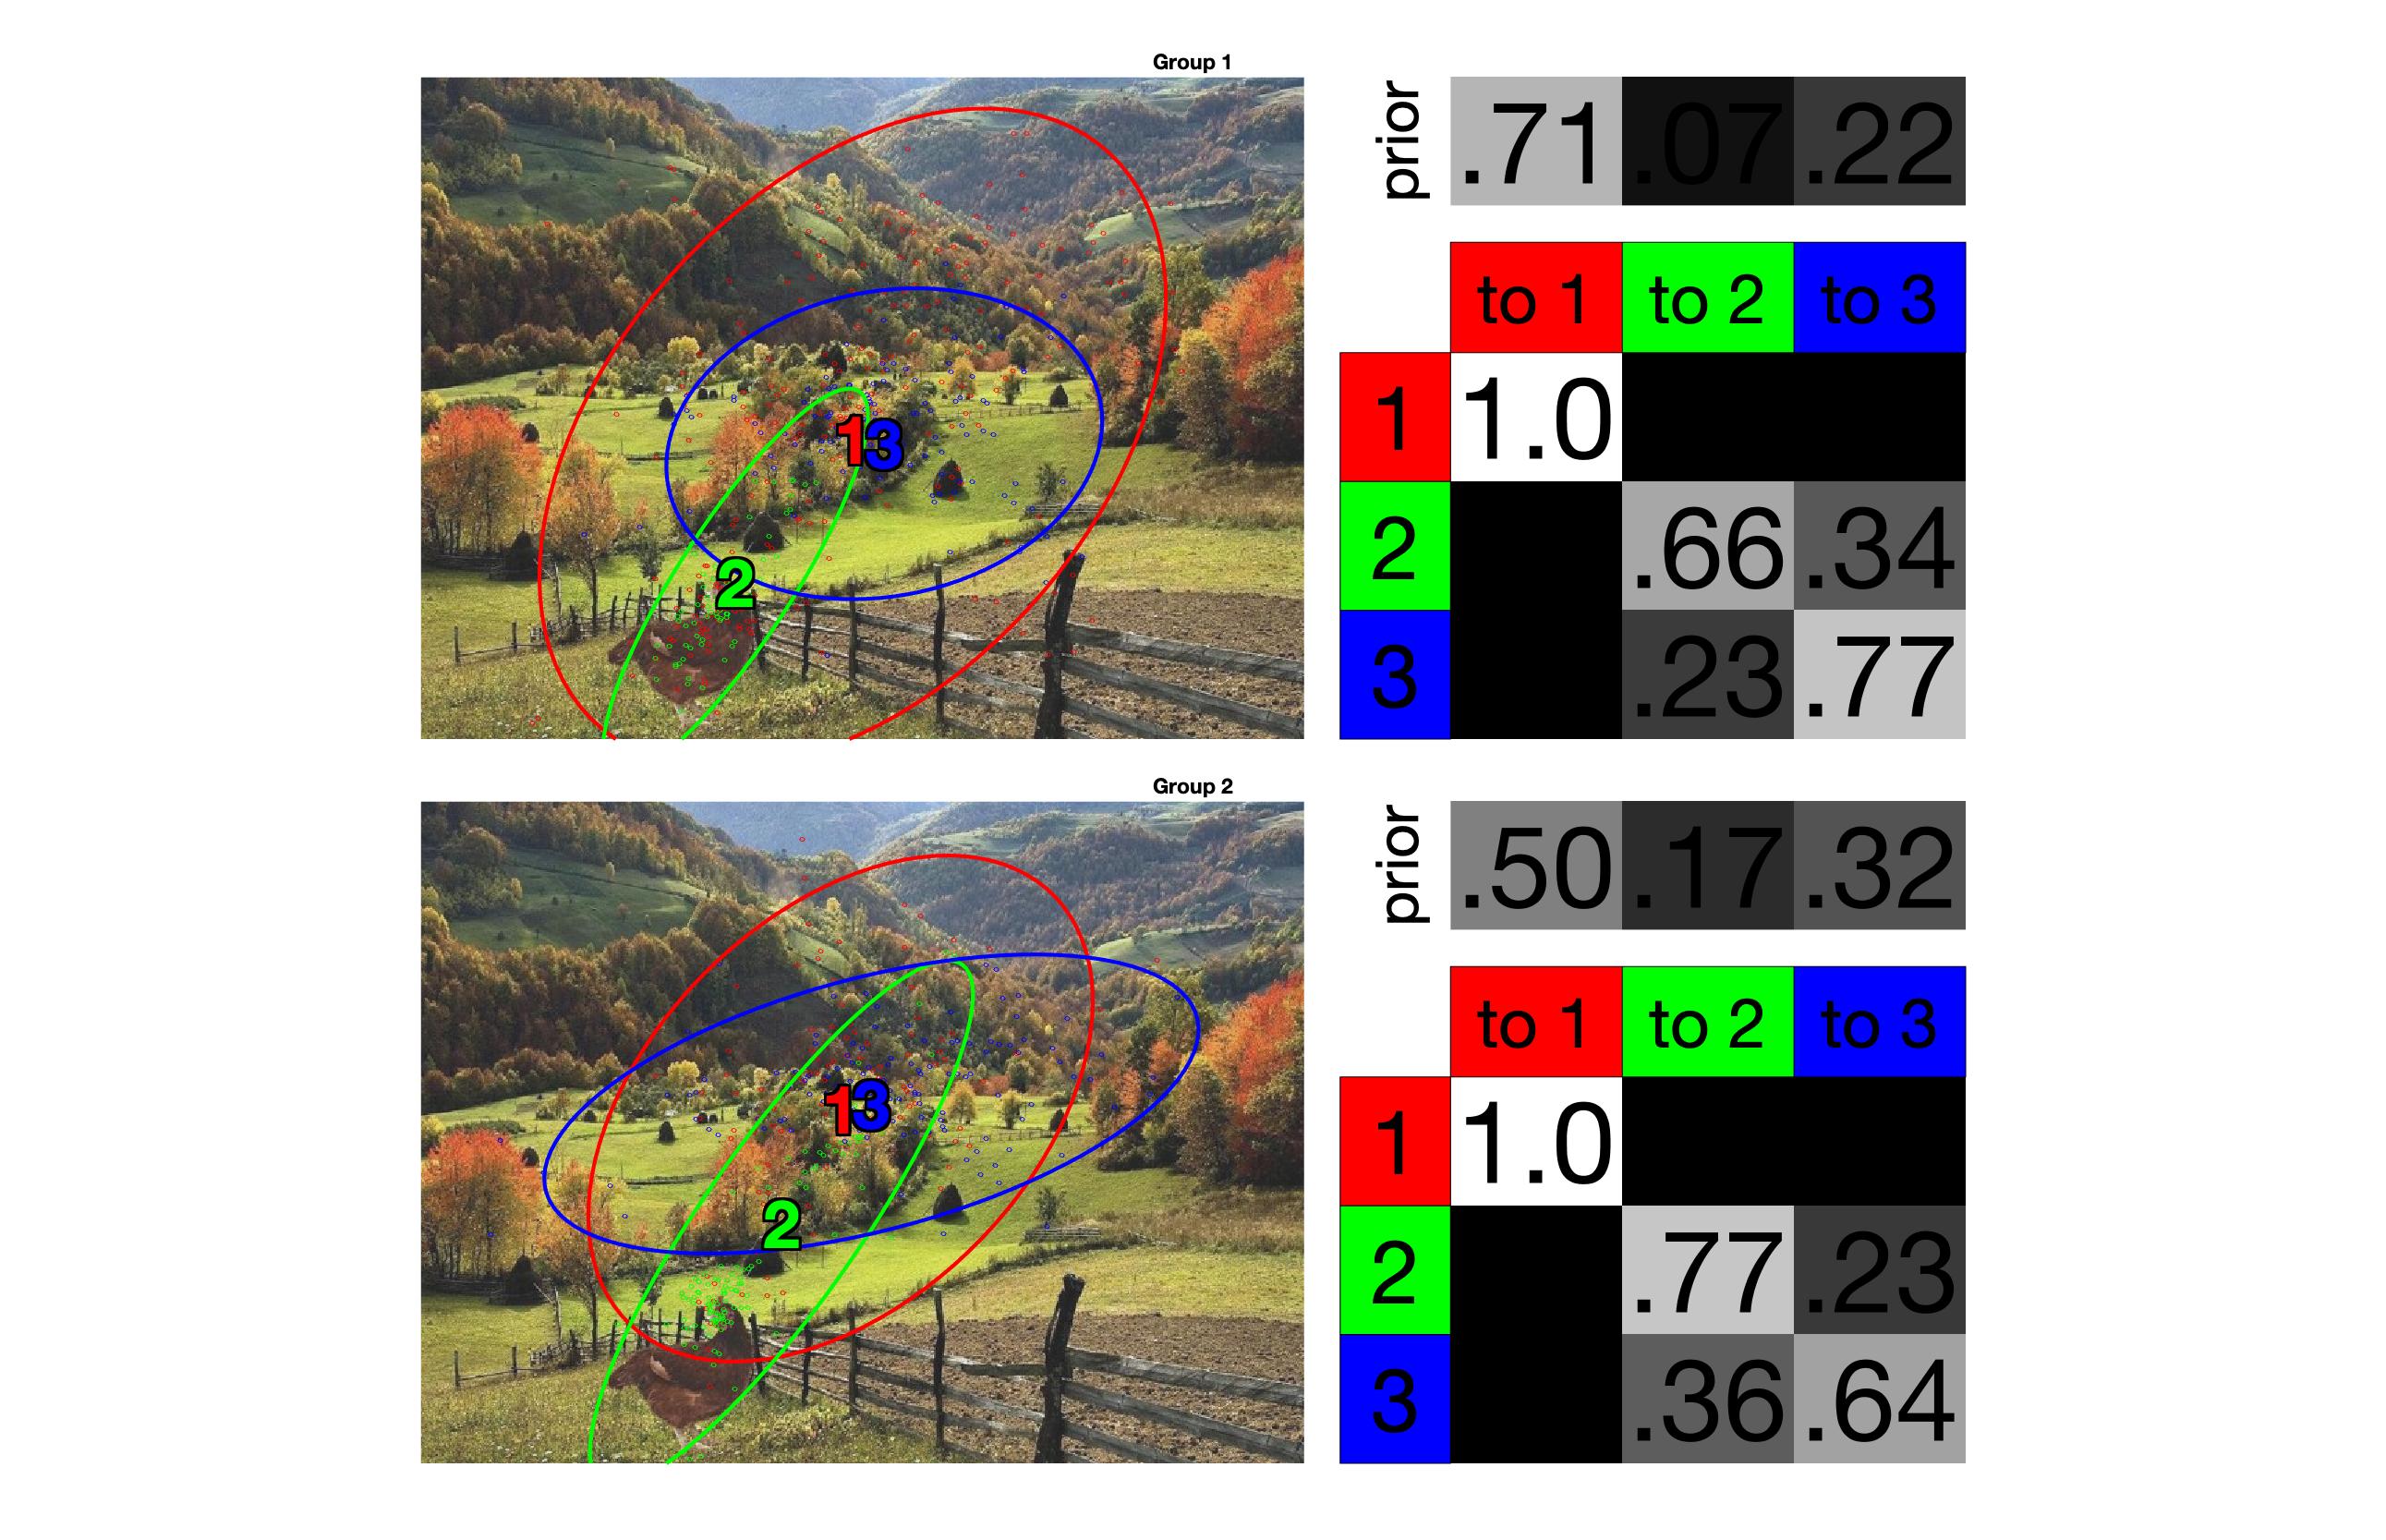 Group 1
1 3
2
prior .71 .07 .22
to 1 to 2 to 3
1 1.0
2 .66 .34
3 .23 .77
Group 2
1 3
2
prior .50 .17 .32
to 1 to 2 to 3
1 1.0
2 .77 .23
3 .36 .64